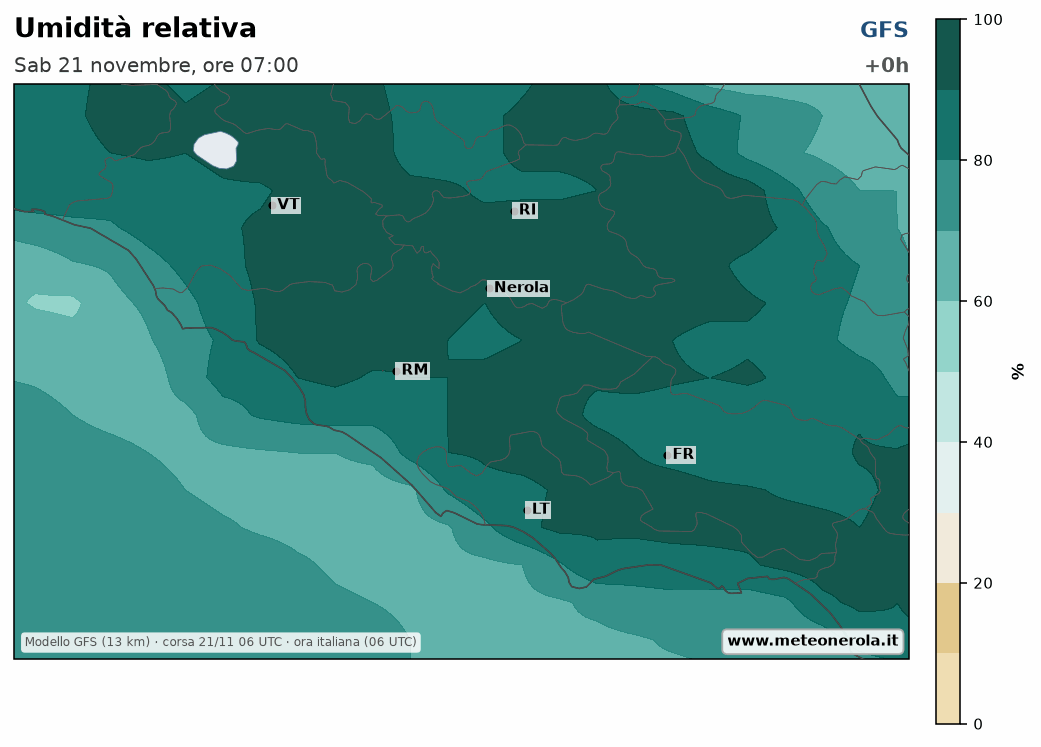 Umidità relativa
GFS
Sab 21 novembre, ore 07:00
+0h
VT
RI
Nerola
RM
FR
LT
Modello GFS (13 km) · corsa 21/11 06 UTC · ora italiana (06 UTC)
www.meteonerola.it
100
80
60
40
20
0
%